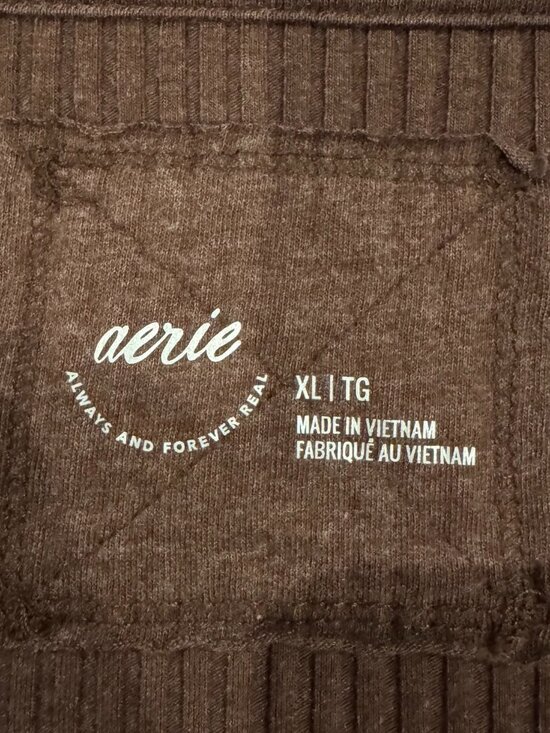 aerie
ALWAYS AND FOREVER REAL
XL | TG
MADE IN VIETNAM
FABRIQUÉ AU VIETNAM